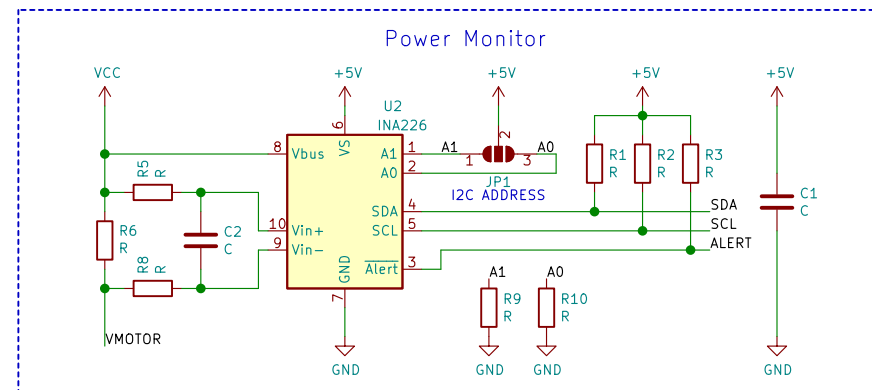 Power Monitor
VCC
+5V
+5V
+5V
+5V
U2
INA226
6
VS
8
Vbus
A1
1
A0
2
A1
1
2
3
A0
JP1
I2C ADDRESS
R1
R
R2
R
R3
R
C1
C
R5
R
R6
R
C2
C
R8
R
10
Vin+
9
Vin-
SDA
4
SCL
5
Alert
3
GND
7
SDA
SCL
ALERT
A1
A0
R9
R
R10
R
VMOTOR
GND
GND
GND
GND